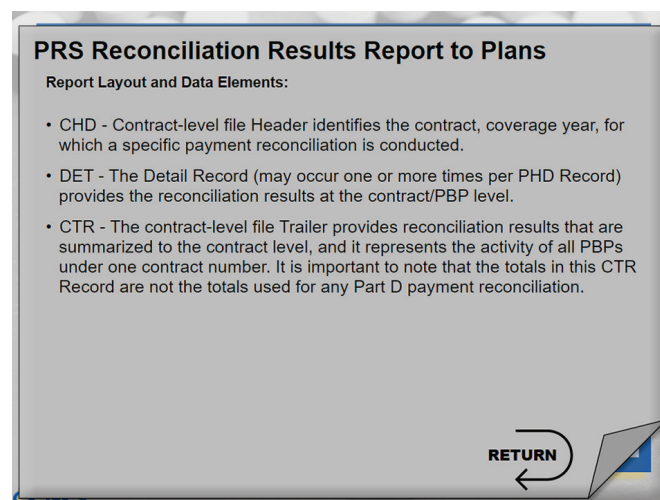 PRS Reconciliation Results Report to Plans
Report Layout and Data Elements:
• CHD - Contract-level file Header identifies the contract, coverage year, for
which a specific payment reconciliation is conducted.
• DET - The Detail Record (may occur one or more times per PHD Record)
provides the reconciliation results at the contract/PBP level.
• CTR - The contract-level file Trailer provides reconciliation results that are
summarized to the contract level, and it represents the activity of all PBPs
under one contract number. It is important to note that the totals in this CTR
Record are not the totals used for any Part D payment reconciliation.
RETURN